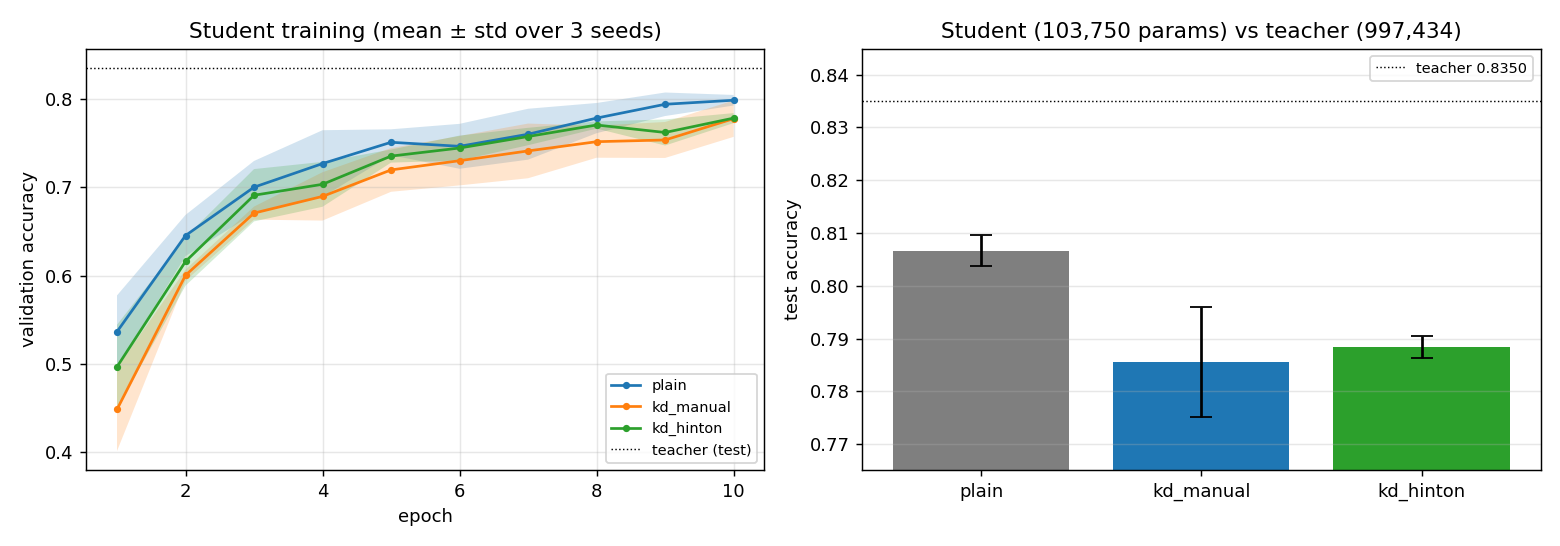 Student training (mean ± std over 3 seeds)
validation accuracy
0.8
0.7
0.6
0.5
0.4
2
4
6
8
10
epoch
plain
kd_manual
kd_hinton
teacher (test)
Student (103,750 params) vs teacher (997,434)
test accuracy
0.84
0.83
0.82
0.81
0.80
0.79
0.78
0.77
teacher 0.8350
plain
kd_manual
kd_hinton